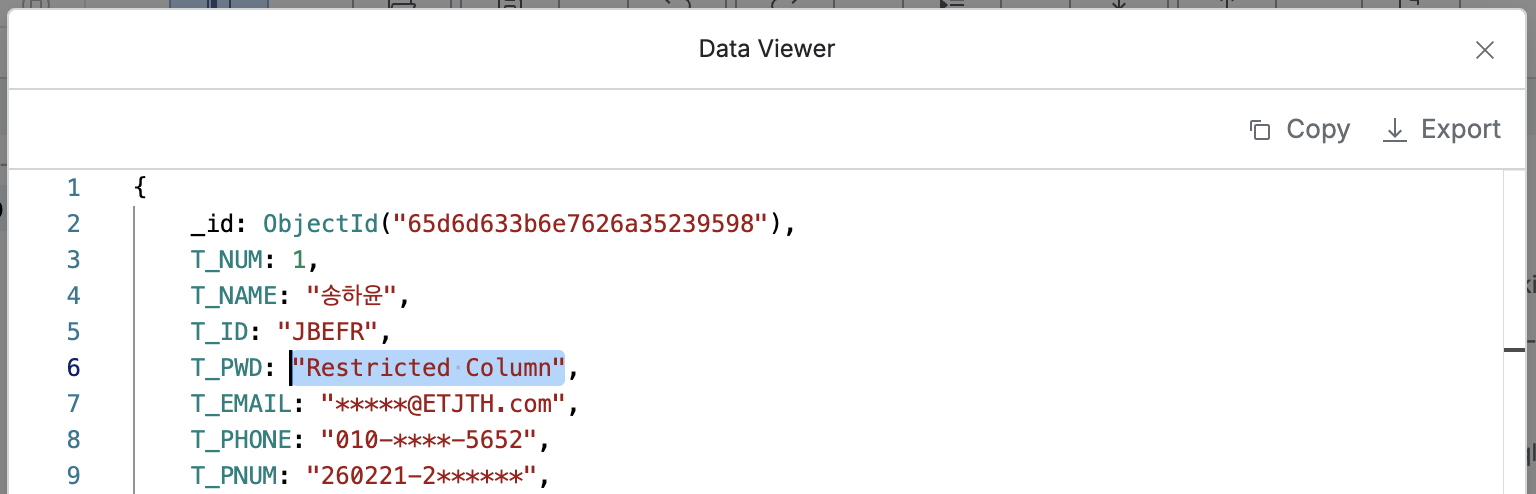 Data Viewer
Copy Export
1 {
2 _id: ObjectId("65d6d633b6e7626a35239598"),
3 T_NUM: 1,
4 T_NAME: "송하윤",
5 T_ID: "JBEFR",
6 T_PWD: "Restricted·Column",
7 T_EMAIL: "*****@ETJTH.com",
8 T_PHONE: "010-****-5652",
9 T_PNUM: "260221-2******",